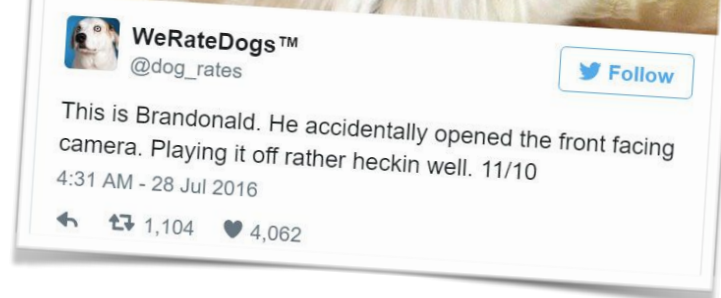 WeRateDogs™
@dog_rates
Follow
This is Brandonald. He accidentally opened the front facing
camera. Playing it off rather heckin well. 11/10
4:31 AM - 28 Jul 2016
1,104 4,062